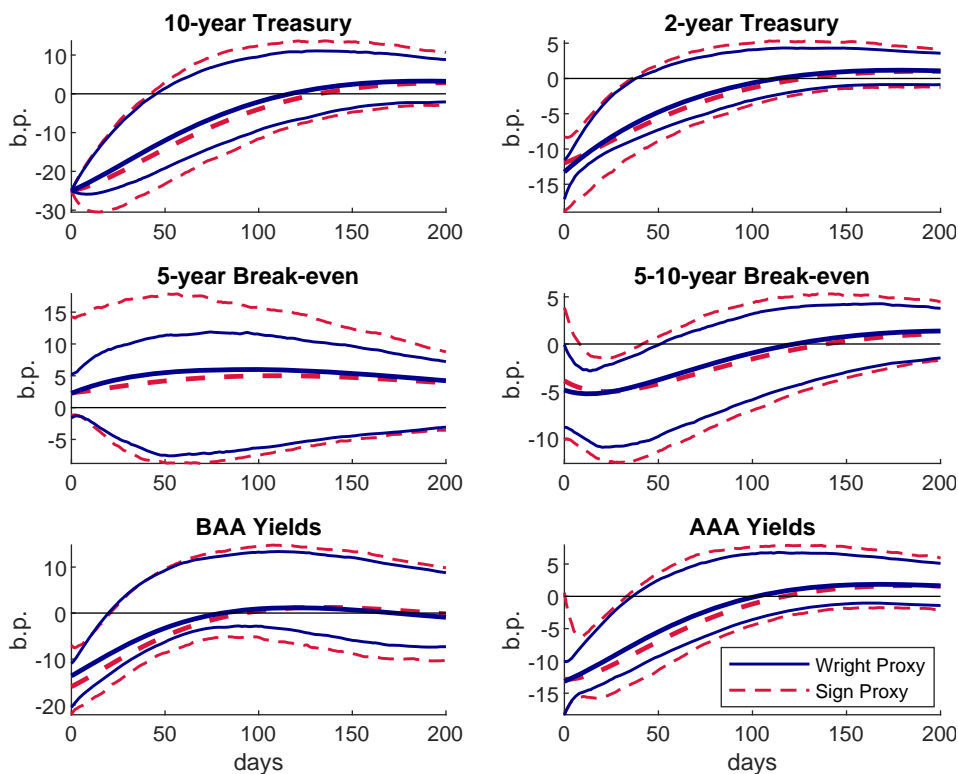 10-year Treasury
b.p.
10
0
-10
-20
-30
0 50 100 150 200
2-year Treasury
b.p.
5
0
-5
-10
-15
0 50 100 150 200
5-year Break-even
b.p.
15
10
5
0
-5
0 50 100 150 200
5-10-year Break-even
b.p.
5
0
-5
-10
0 50 100 150 200
BAA Yields
b.p.
10
0
-10
-20
0 50 100 150 200
days
AAA Yields
b.p.
5
0
-5
-10
-15
0 50 100 150 200
days
Wright Proxy
Sign Proxy